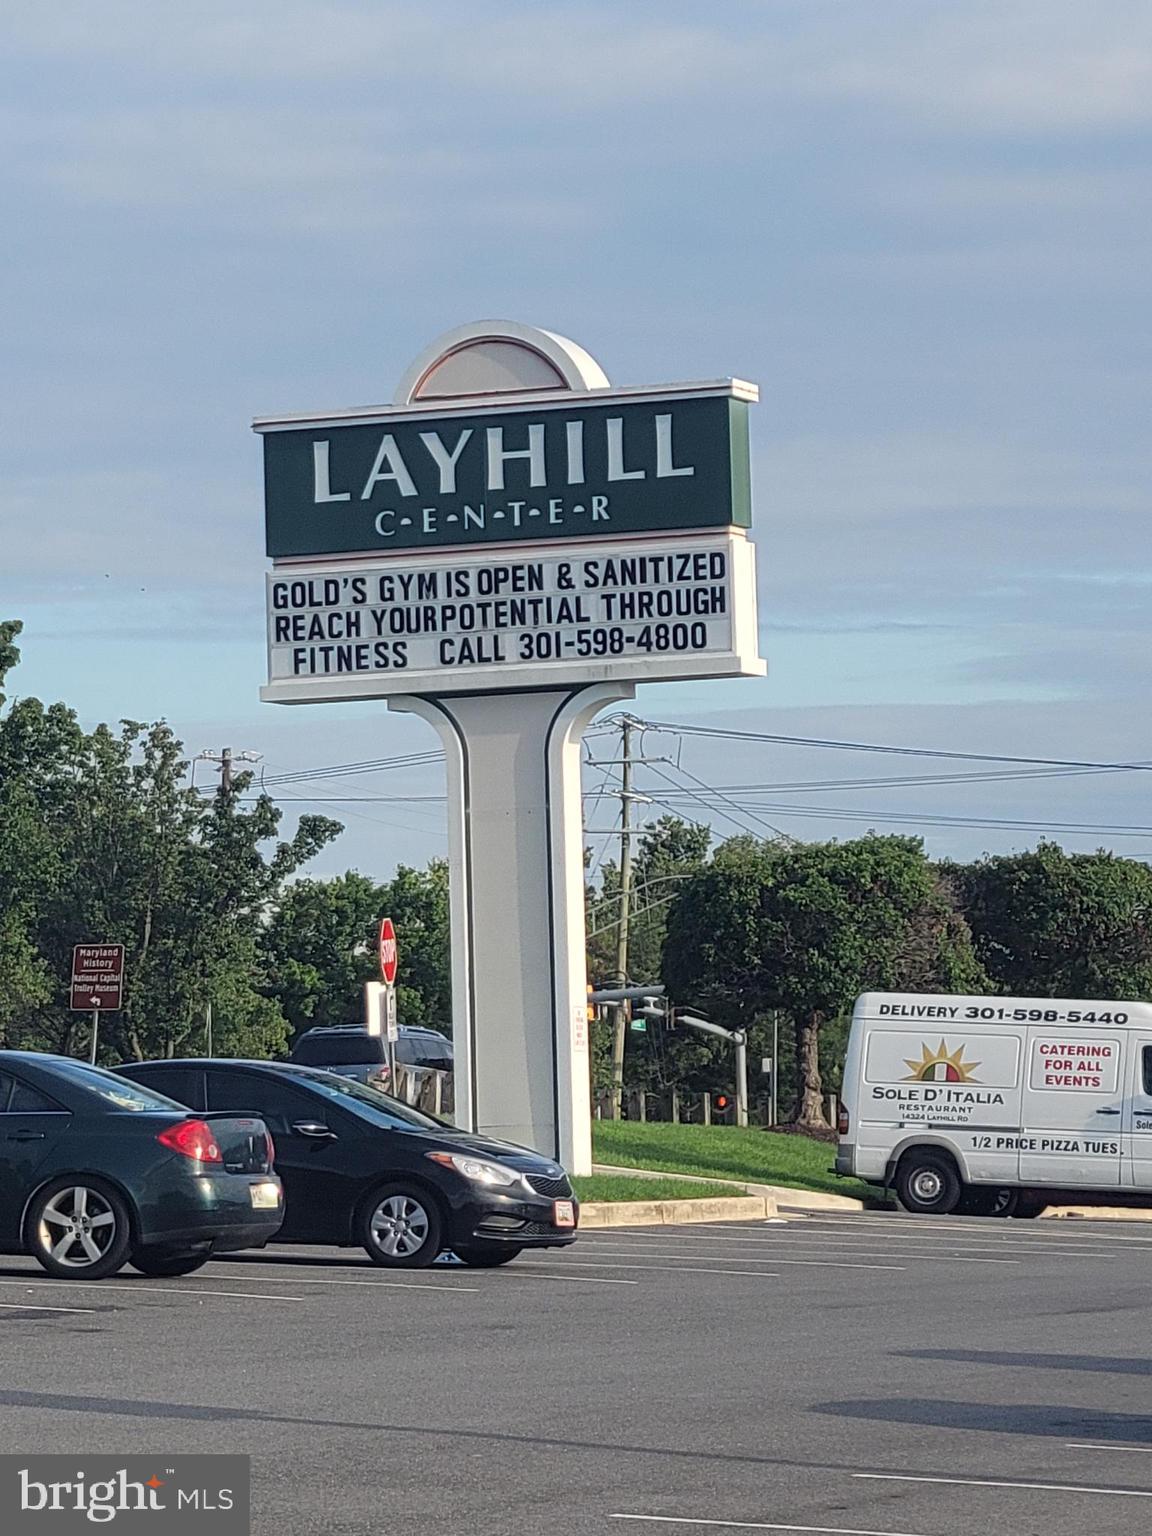 LAYHILL
C-E-N-T-E-R
GOLD'S GYM IS OPEN & SANITIZED
REACH YOUR POTENTIAL THROUGH
FITNESS CALL 301-598-4800
Maryland
History
National Capital
Trolley Museum
STOP
DELIVERY 301-598-5440
CATERING
FOR ALL
EVENTS
SOLE D'ITALIA
RESTAURANT
14324 LAYHILL RD
1/2 PRICE PIZZA TUES.
Sole
bright™ MLS